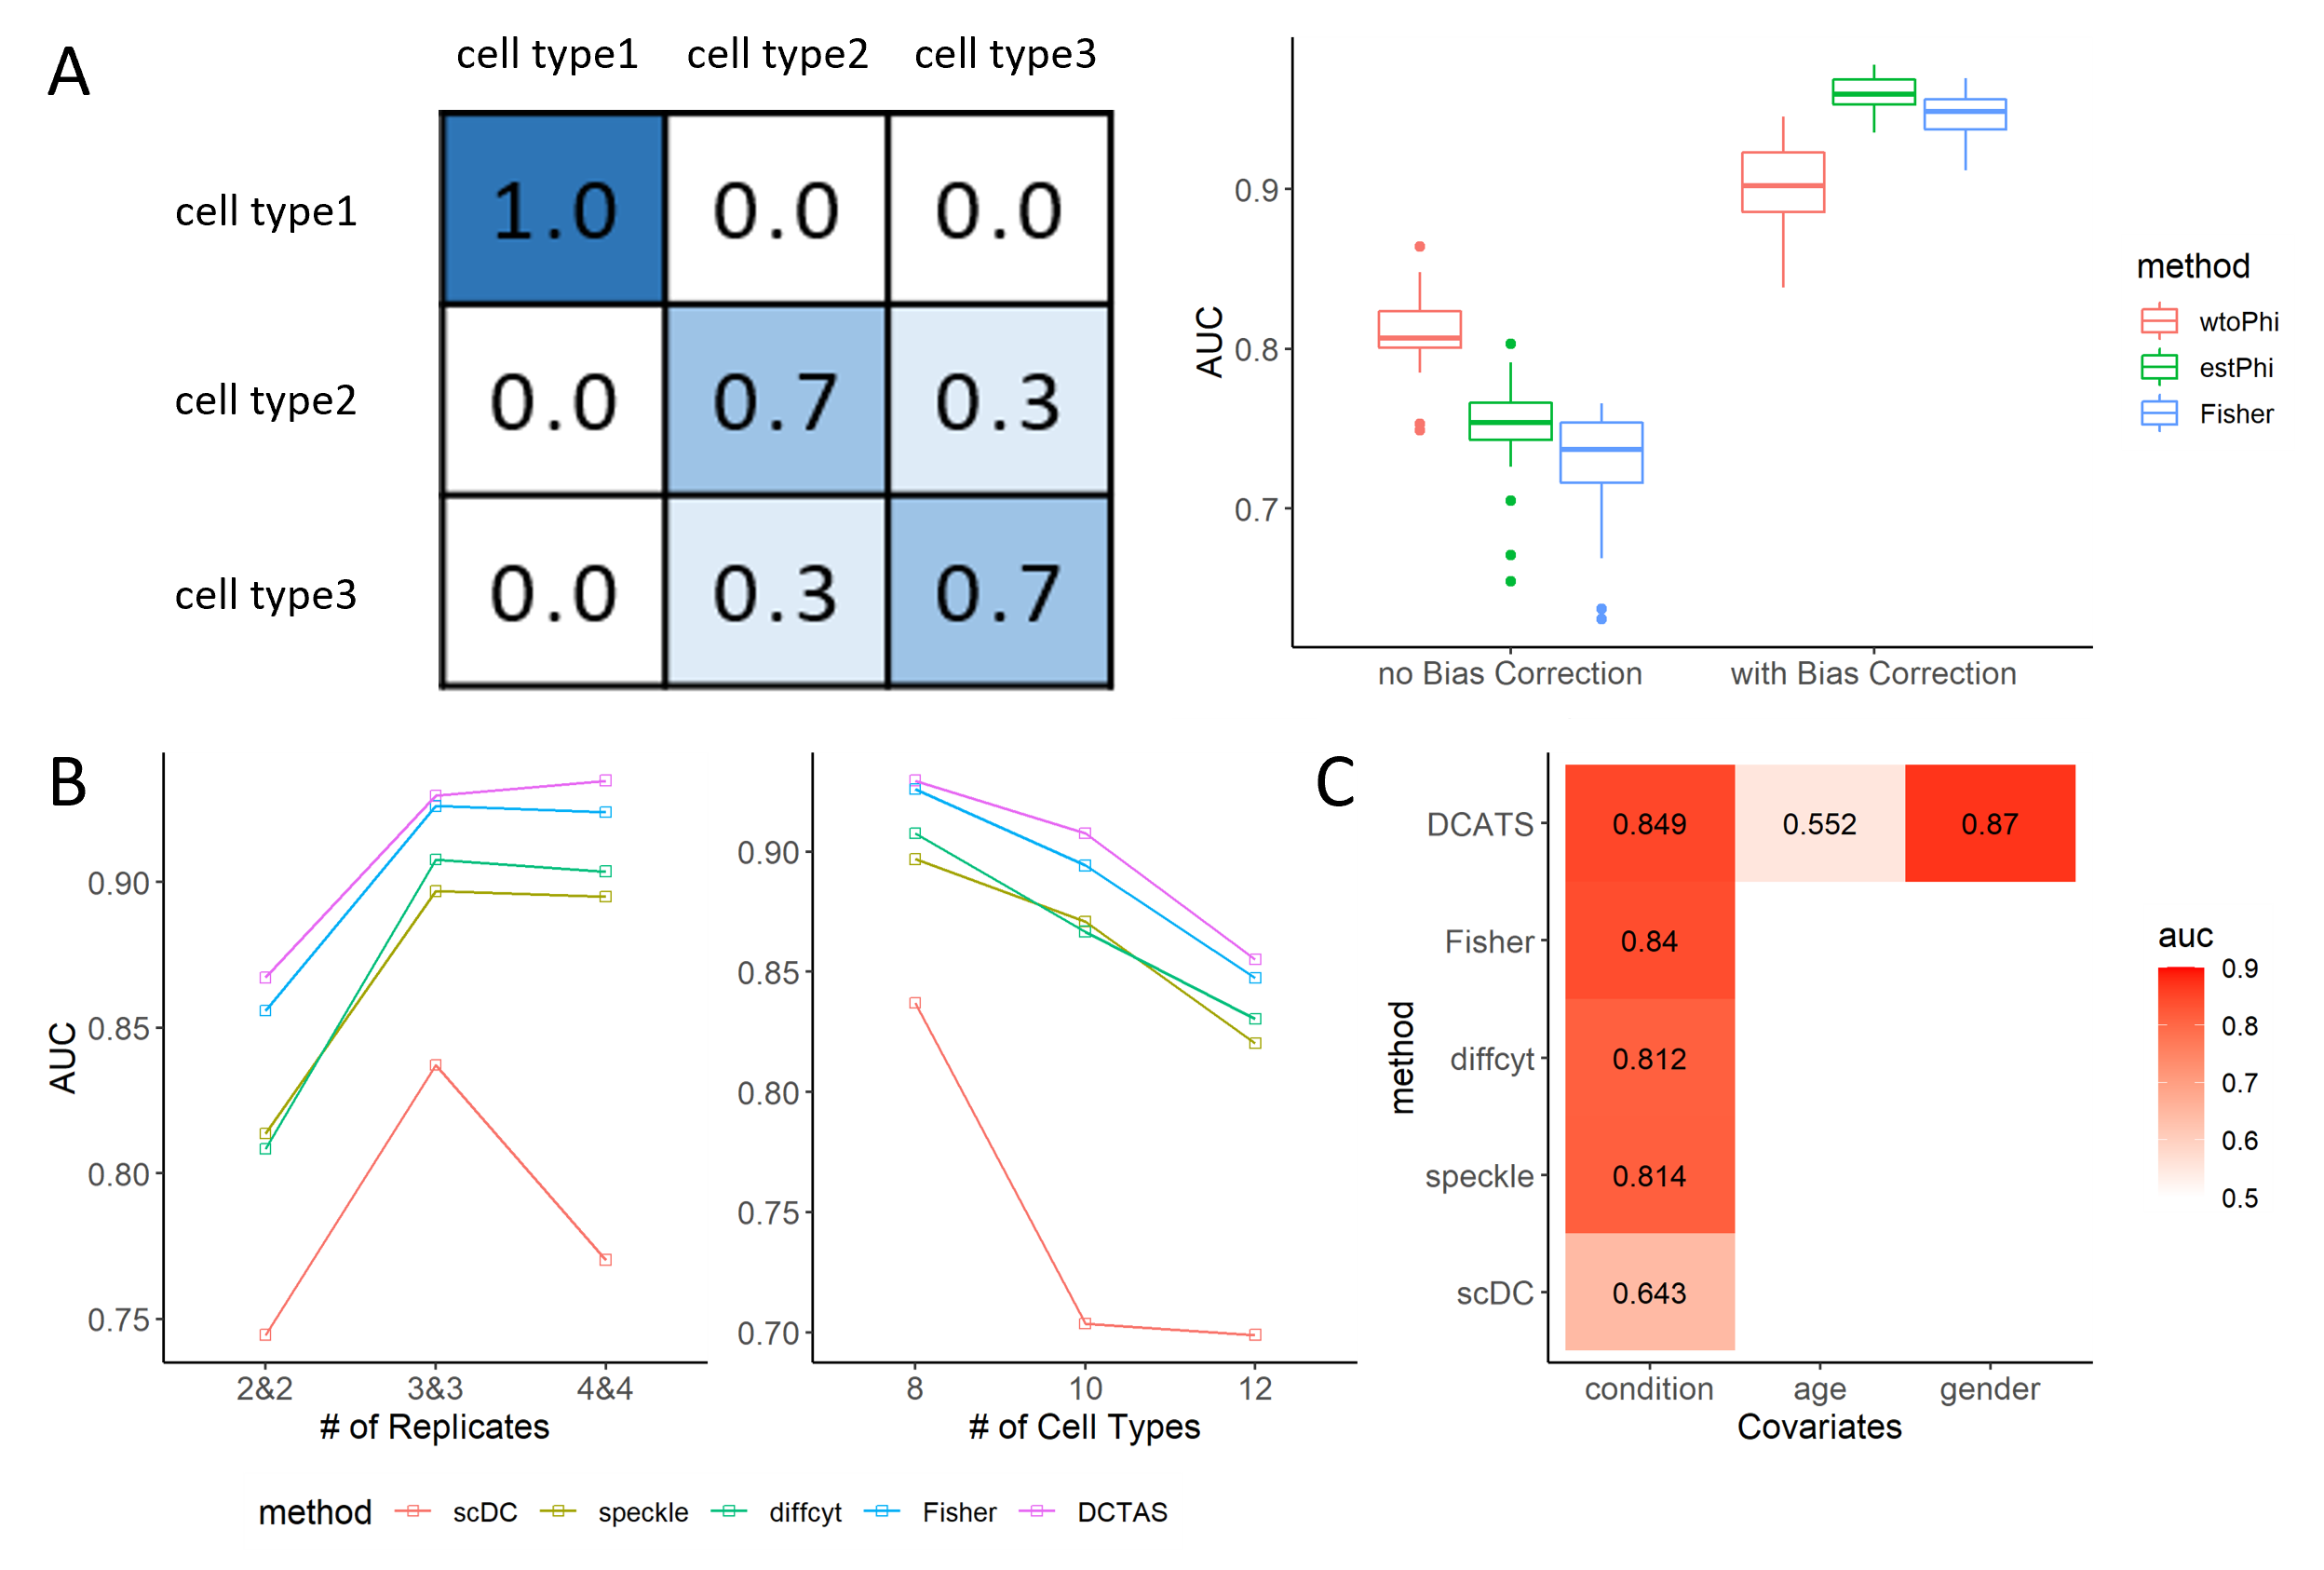 A
cell type1 cell type2 cell type3
cell type1 1.0 0.0 0.0
cell type2 0.0 0.7 0.3
cell type3 0.0 0.3 0.7
AUC
0.9
0.8
0.7
no Bias Correction with Bias Correction
method
wtoPhi
estPhi
Fisher
B
AUC
0.90
0.85
0.80
0.75
2&2 3&3 4&4
# of Replicates
0.90
0.85
0.80
0.75
0.70
8 10 12
# of Cell Types
method scDC speckle diffcyt Fisher DCTAS
C
method
DCATS 0.849 0.552 0.87
Fisher 0.84
diffcyt 0.812
speckle 0.814
scDC 0.643
condition age gender
Covariates
auc
0.9
0.8
0.7
0.6
0.5